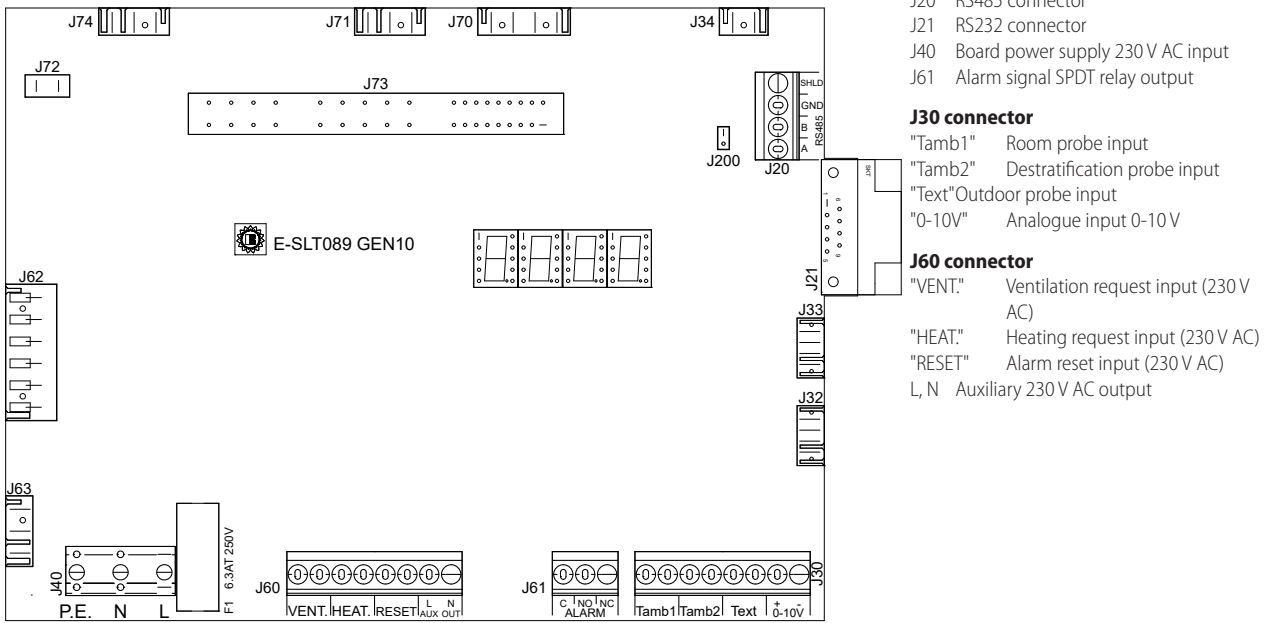 J74
J71
J70
J34
J72
J73
SHLD
GND
B
A
RS485
J200
J20
SKT
1
6
5
9
J21
E-SLT089 GEN10
J62
J33
J32
J63
J40
P.E. N L
F1 6.3AT 250V
J60
VENT. HEAT. RESET L N
AUX OUT
J61
C NO NC
ALARM
J30
Tamb1 Tamb2 Text + -
0-10V
J20 RS485 connector
J21 RS232 connector
J40 Board power supply 230 V AC input
J61 Alarm signal SPDT relay output
J30 connector
"Tamb1" Room probe input
"Tamb2" Destratification probe input
"Text"Outdoor probe input
"0-10V" Analogue input 0-10 V
J60 connector
"VENT." Ventilation request input (230 V
AC)
"HEAT." Heating request input (230 V AC)
"RESET" Alarm reset input (230 V AC)
L, N Auxiliary 230 V AC output